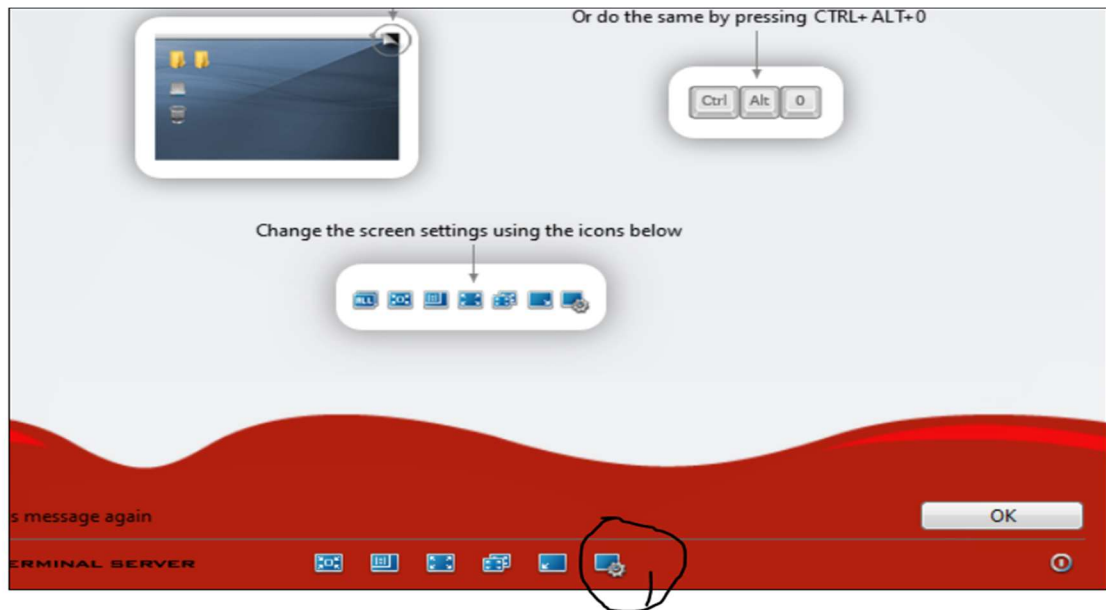 Or do the same by pressing CTRL+ ALT+0
Ctrl Alt 0
Change the screen settings using the icons below
ALL
s message again
OK
ERMINAL SERVER